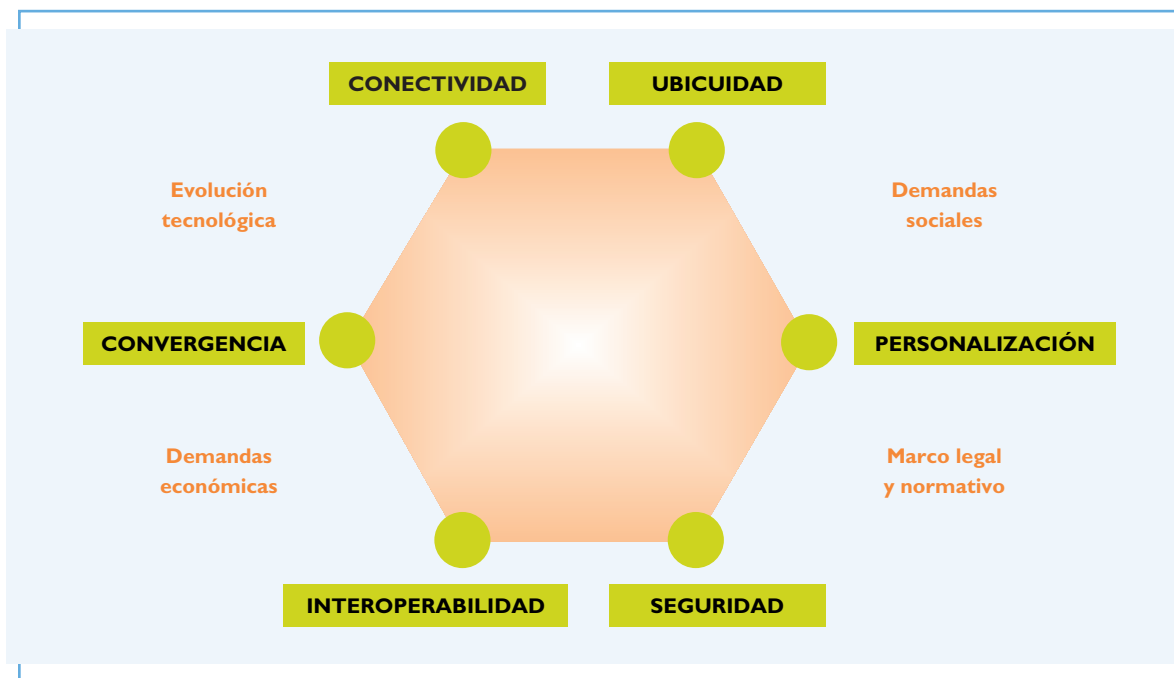 CONECTIVIDAD
UBICUIDAD
Evolución
tecnológica
Demandas
sociales
CONVERGENCIA
PERSONALIZACIÓN
Demandas
económicas
Marco legal
y normativo
INTEROPERABILIDAD
SEGURIDAD